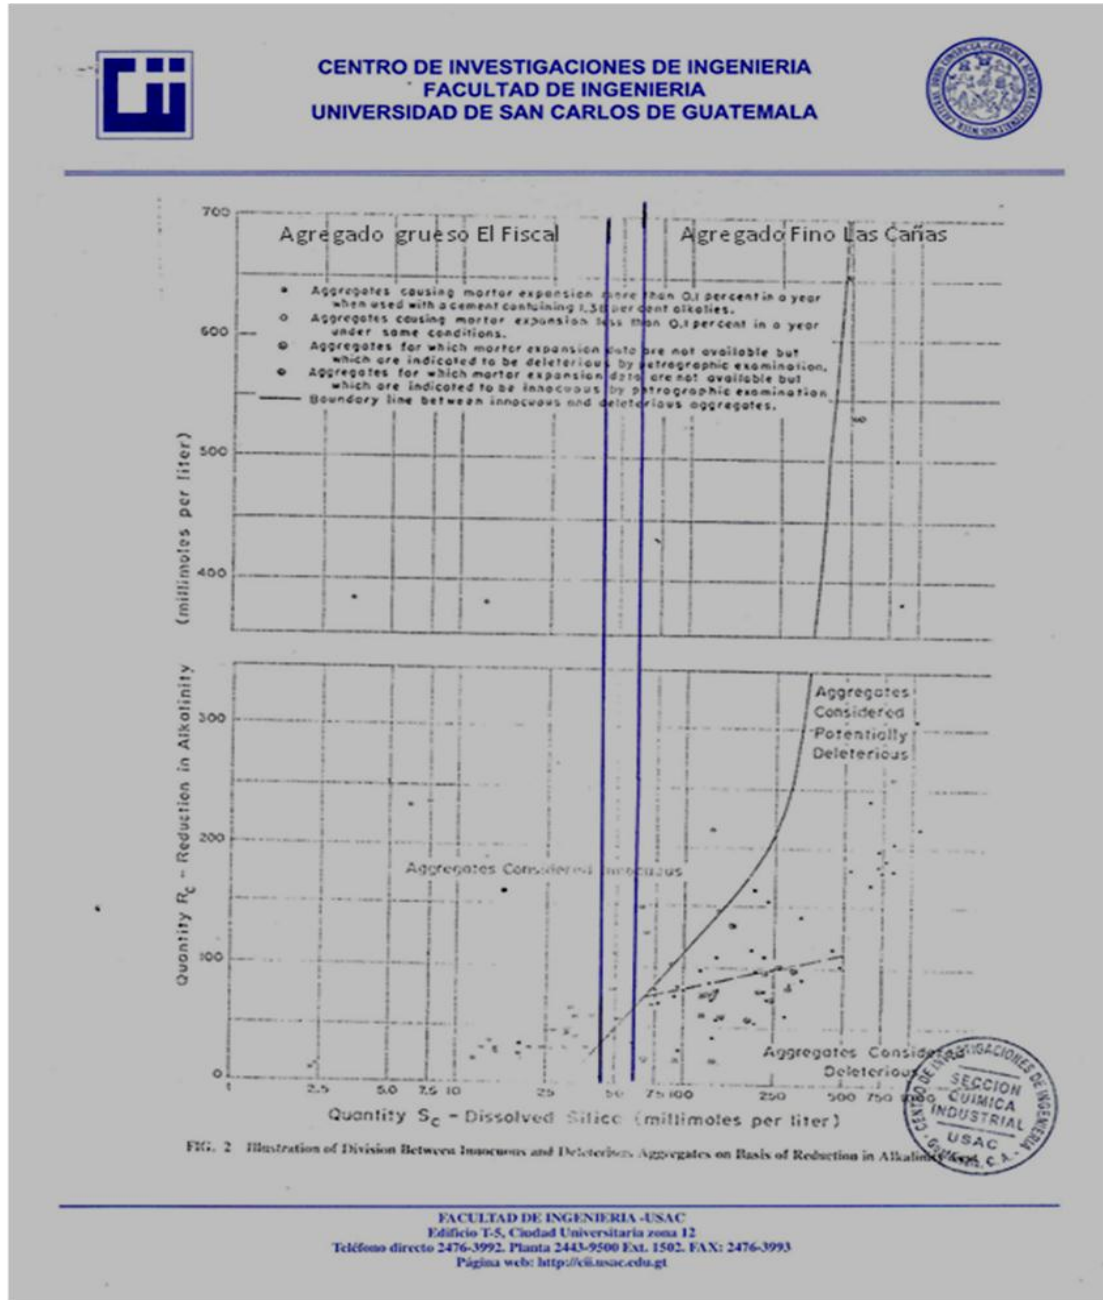 cii
CENTRO DE INVESTIGACIONES DE INGENIERIA
FACULTAD DE INGENIERIA
UNIVERSIDAD DE SAN CARLOS DE GUATEMALA
Agregado grueso El Fiscal
Agregado Fino Las Cañas
Aggregates causing mortar expansion more than 0.1 percent in a year
when used with a cement containing 1.38 percent alkalies.
Aggregates causing mortar expansion less than 0.1 percent in a year
under same conditions.
Aggregates for which mortar expansion data are not available but
which are indicated to be deleterious by petrographic examination.
Aggregates for which mortar expansion data are not available but
which are indicated to be innocuous by petrographic examination
Boundary line between innocuous and deleterious aggregates.
700
600
500
400
300
200
100
0
Quantity Rc - Reduction in Alkalinity (millimoles per liter)
Aggregates
Considered
Potentially
Deleterious
Aggregates Considered Innocuous
Aggregates Considered
Deleterious
1 2.5 5.0 7.5 10 25 50 75 100 250 500 750 1000
Quantity Sc - Dissolved Silica (millimoles per liter)
FIG. 2 Illustration of Division Between Innocuous and Deleterious Aggregates on Basis of Reduction in Alkalinity Test
CENTRO DE INVESTIGACIONES DE INGENIERIA
SECCION
QUIMICA
INDUSTRIAL
USAC
FACULTAD DE INGENIERIA -USAC
Edificio T-5, Ciudad Universitaria zona 12
Teléfono directo 2476-3992. Planta 2443-9500 Ext. 1502. FAX: 2476-3993
Página web: http://cii.usac.edu.gt